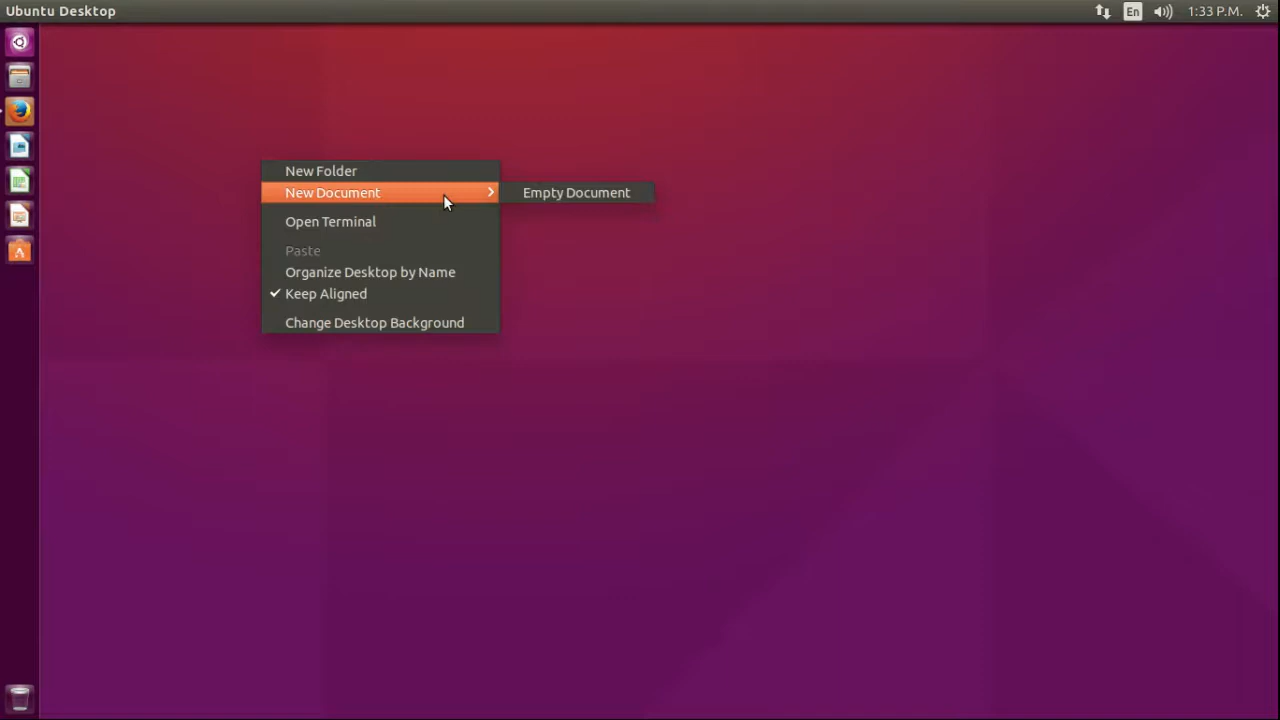 Ubuntu Desktop
En
1:33 P.M.
New Folder
New Document
Empty Document
Open Terminal
Paste
Organize Desktop by Name
Keep Aligned
Change Desktop Background